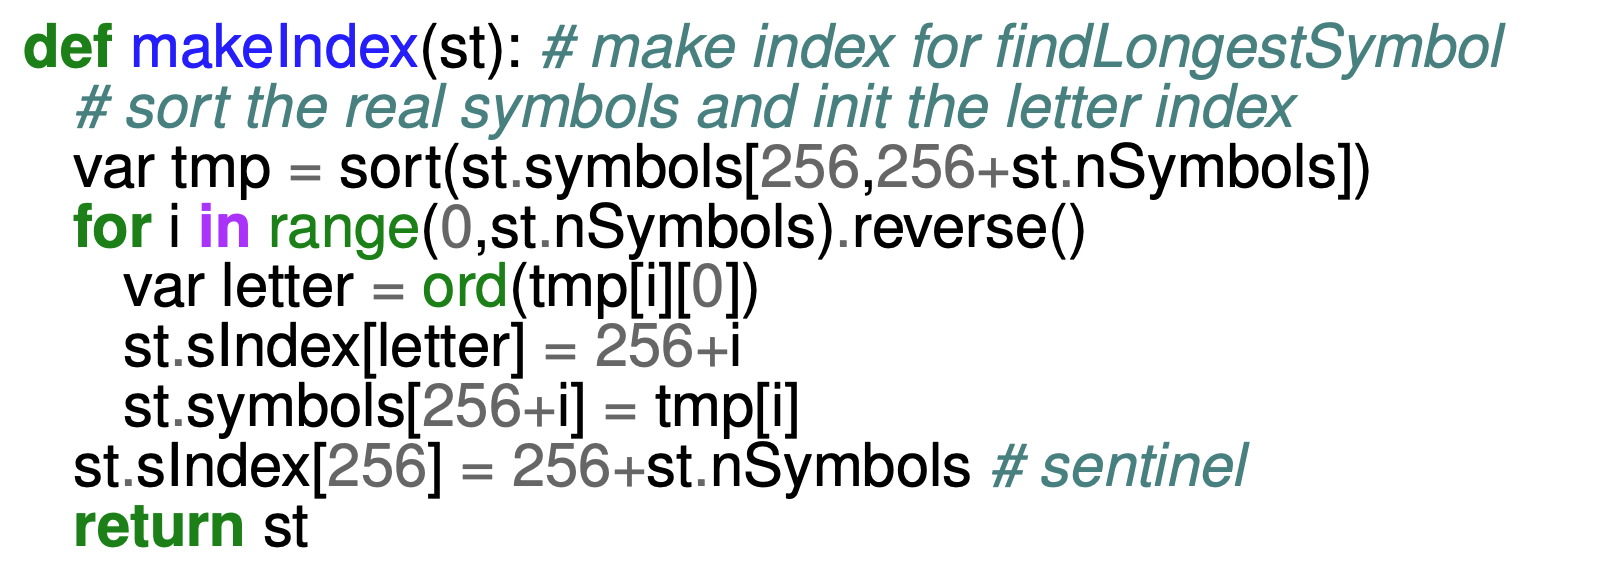 def makeIndex(st): # make index for findLongestSymbol
# sort the real symbols and init the letter index
var tmp = sort(st.symbols[256,256+st.nSymbols])
for i in range(0,st.nSymbols).reverse()
var letter = ord(tmp[i][0])
st.sIndex[letter] = 256+i
st.symbols[256+i] = tmp[i]
st.sIndex[256] = 256+st.nSymbols # sentinel
return st